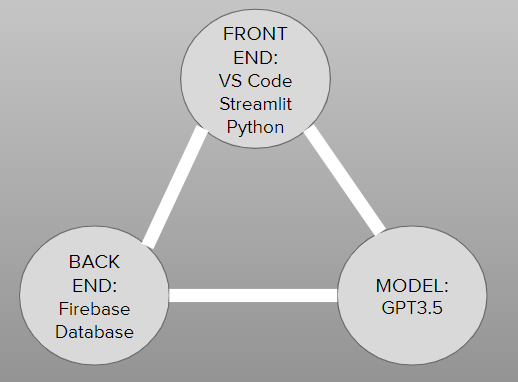 FRONT
END:
VS Code
Streamlit
Python
BACK
END:
Firebase
Database
MODEL:
GPT3.5